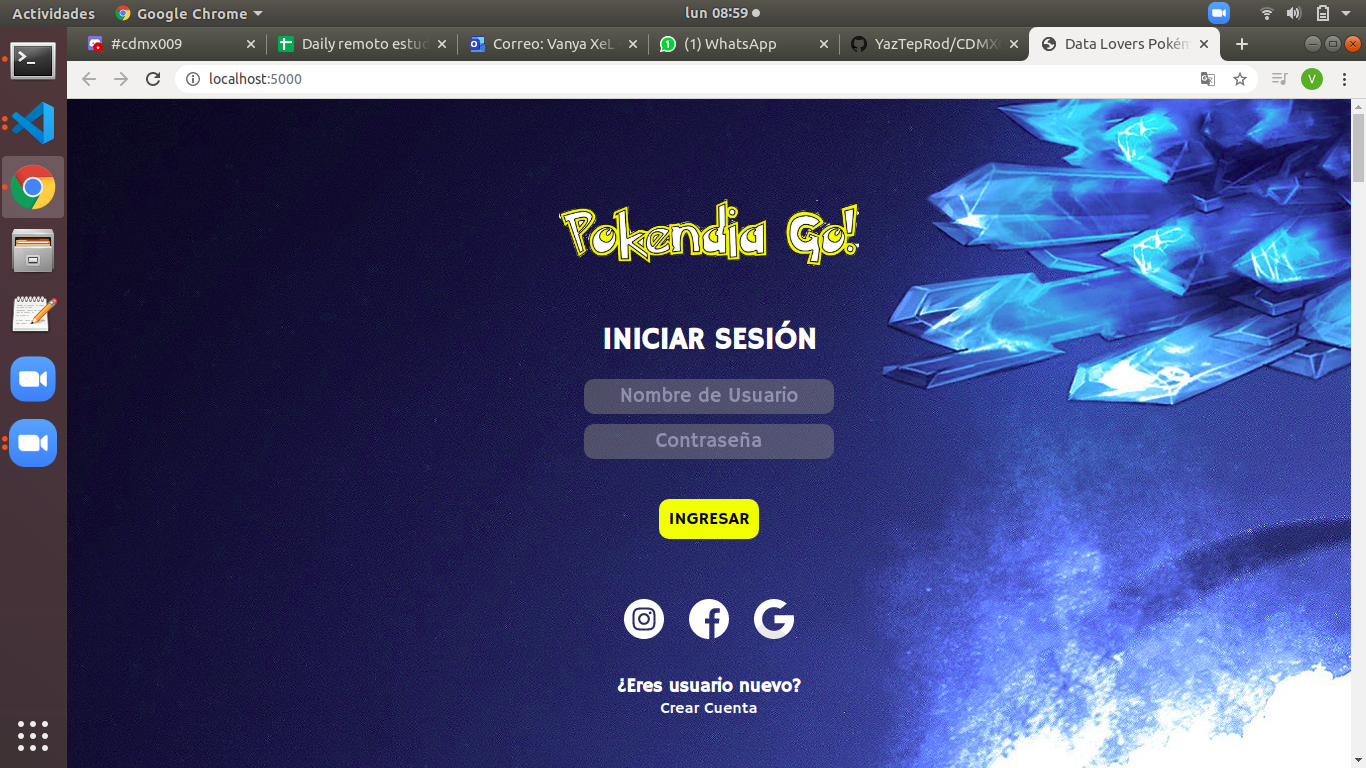 Actividades
Google Chrome
lun 08:59
#cdmx009
Daily remoto estud
Correo: Vanya XeL
(1) WhatsApp
YazTepRod/CDMX
Data Lovers Pokém
localhost:5000
V
Pokendia Go!
INICIAR SESIÓN
Nombre de Usuario
Contraseña
INGRESAR
¿Eres usuario nuevo?
Crear Cuenta